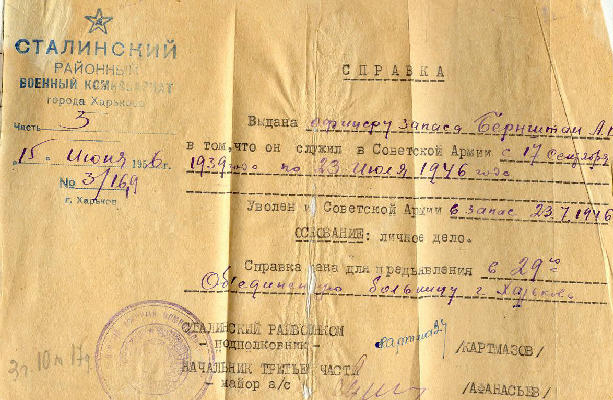 СТАЛИНСКИЙ
РАЙОННЫЙ
ВОЕННЫЙ КОМИССАРИАТ
города Харькова
Часть 3
"15" Июня 1956 г.
№ 3/169
г. Харьков
СПРАВКА
Выдана офицеру запаса Бернштам А.
в том, что он служил в Советской Армии с 17 Сентября
1939 года по 23 Июля 1946 года
Уволен из Советской Армии в запас 23.7.1946
ОСНОВАНИЕ: личное дело.
Справка дана для предъявления в 29ю
Объединенную больницу г. Харькова
СТАЛИНСКИЙ РАЙВОЕНКОМ
- подполковник - /КАРТМАЗОВ/
НАЧАЛЬНИК ТРЕТЬЕЙ ЧАСТИ
- майор а/с /АФАНАСЬЕВ/